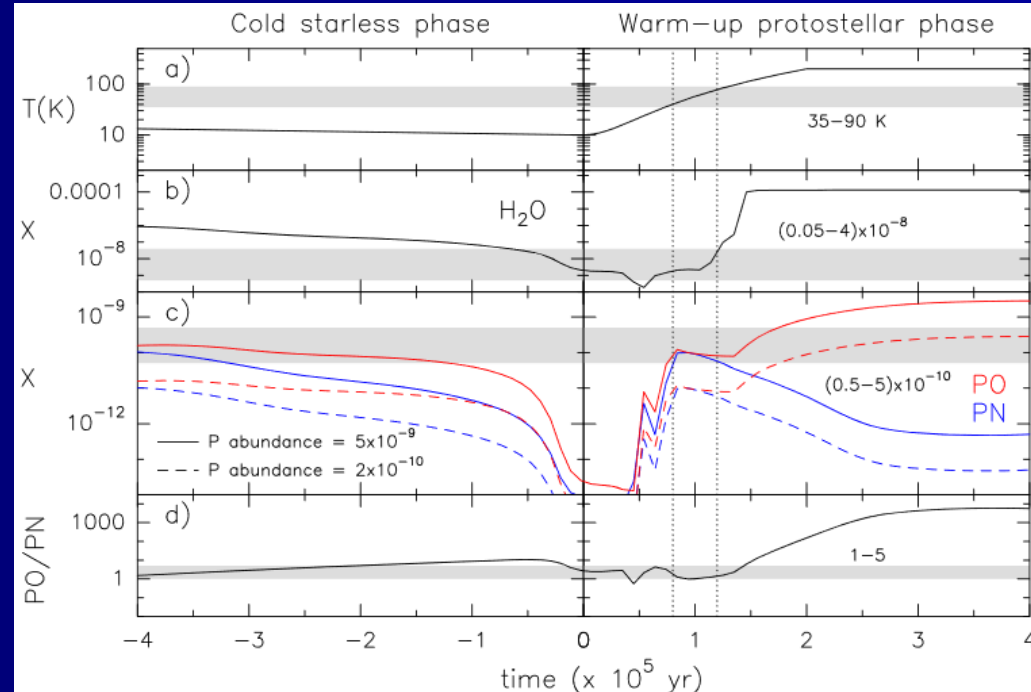 Cold starless phase
Warm-up protostellar phase
a)
T(K)
100
10
35-90 K
b)
X
0.0001
10⁻⁸
H₂O
(0.05-4)x10⁻⁸
c)
X
10⁻⁹
10⁻¹²
P abundance = 5x10⁻⁹
P abundance = 2x10⁻¹⁰
(0.5-5)x10⁻¹⁰
PO
PN
d)
PO/PN
1000
1
1-5
-4 -3 -2 -1 0 1 2 3 4
time (x 10⁵ yr)